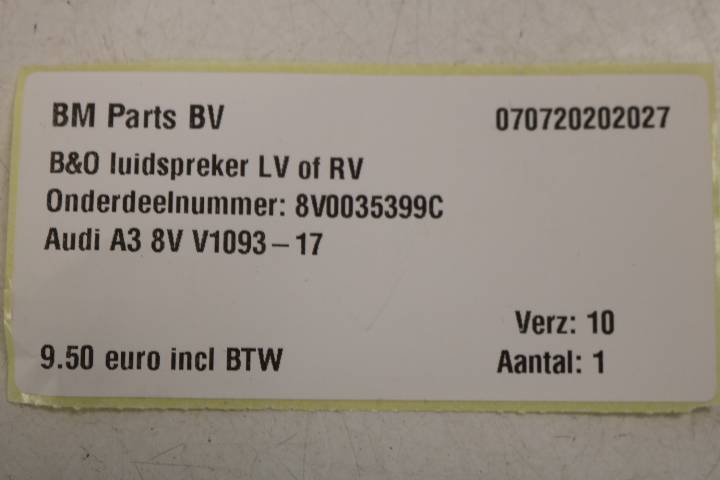 BM Parts BV 070720202027
B&O luidspreker LV of RV
Onderdeelnummer: 8V0035399C
Audi A3 8V V1093-17
Verz: 10
9.50 euro incl BTW Aantal: 1